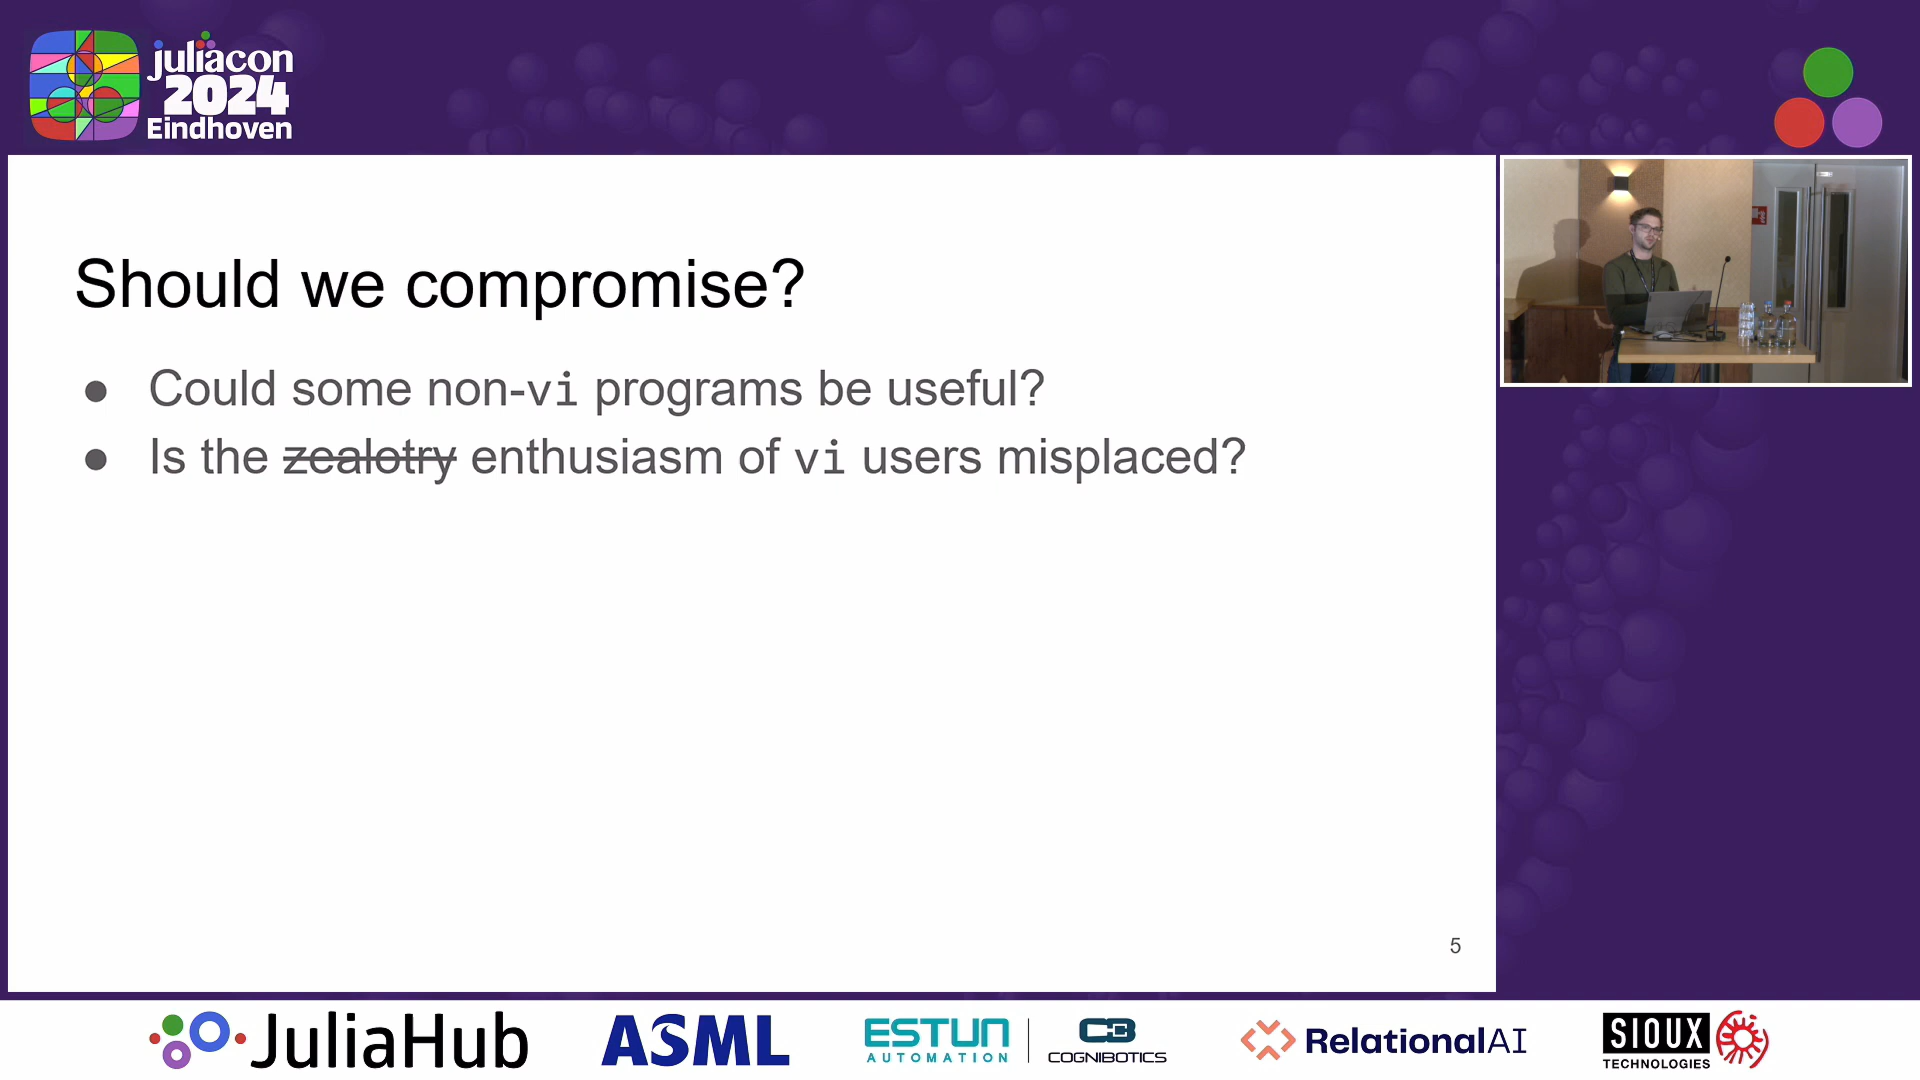 juliacon
2024
Eindhoven
Should we compromise?
● Could some non-vi programs be useful?
● Is the zealotry enthusiasm of vi users misplaced?
5
JuliaHub
ASML
ESTUN
AUTOMATION
COGNIBOTICS
RelationalAI
SIOUX
TECHNOLOGIES